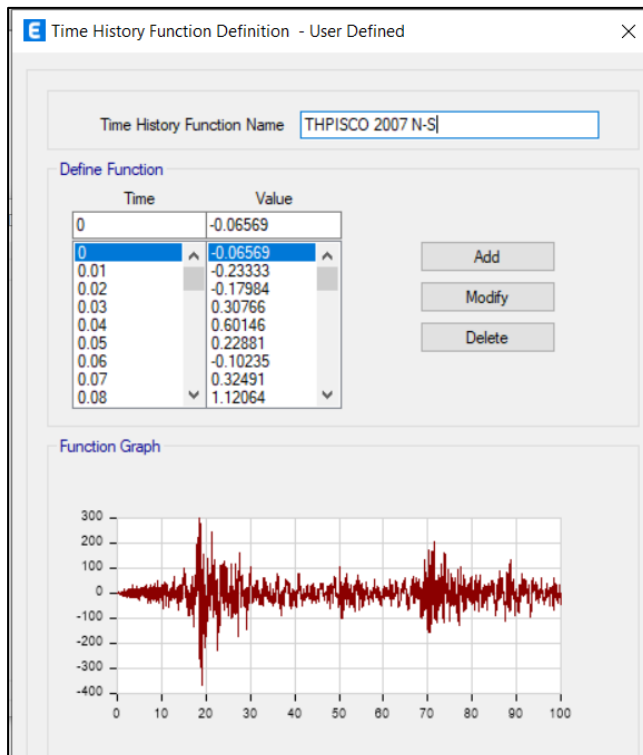 E Time History Function Definition - User Defined
Time History Function Name THPISCO 2007 N-S
Define Function
Time Value
0 -0.06569
0 -0.06569
0.01 -0.23333
0.02 -0.17984
0.03 0.30766
0.04 0.60146
0.05 0.22881
0.06 -0.10235
0.07 0.32491
0.08 1.12064
Add
Modify
Delete
Function Graph
300
200
100
0
-100
-200
-300
-400
0 10 20 30 40 50 60 70 80 90 100